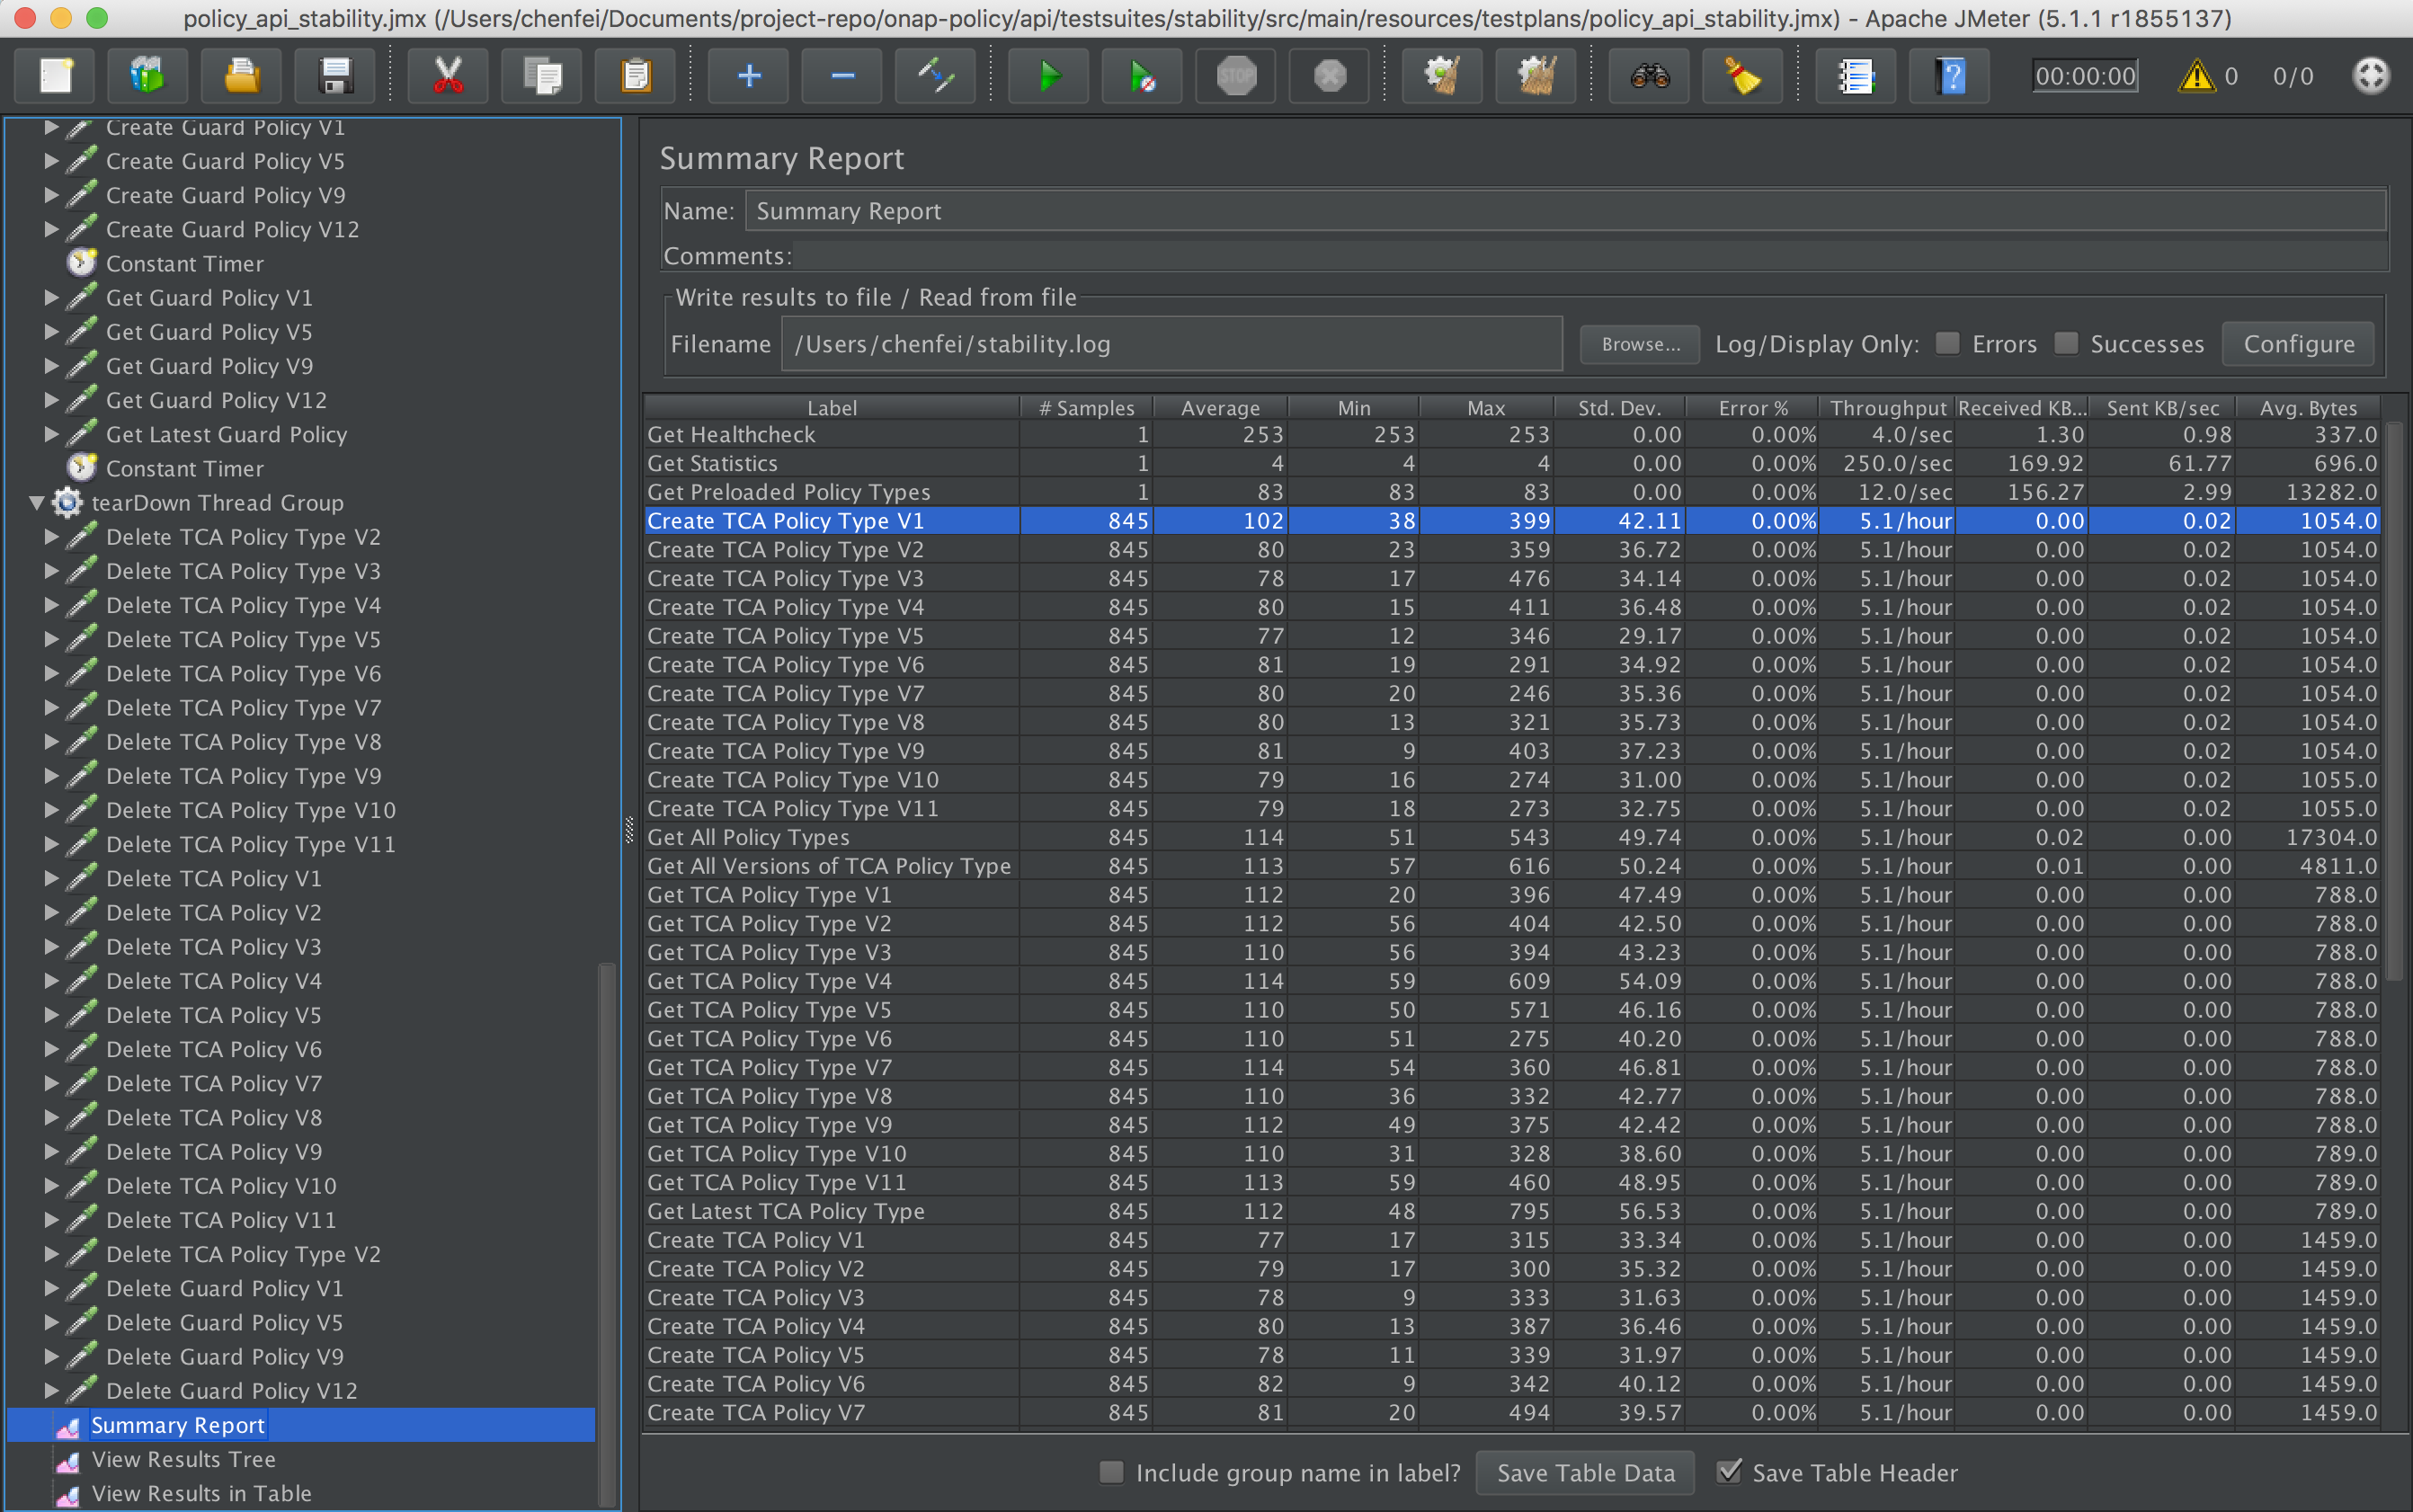 policy_api_stability.jmx (/Users/chenfei/Documents/project-repo/onap-policy/api/testsuites/stability/src/main/resources/testplans/policy_api_stability.jmx) - Apache JMeter (5.1.1 r1855137)
STOP
00:00:00 0 0/0
Create Guard Policy V1
Create Guard Policy V5
Create Guard Policy V9
Create Guard Policy V12
Constant Timer
Get Guard Policy V1
Get Guard Policy V5
Get Guard Policy V9
Get Guard Policy V12
Get Latest Guard Policy
Constant Timer
tearDown Thread Group
Delete TCA Policy Type V2
Delete TCA Policy Type V3
Delete TCA Policy Type V4
Delete TCA Policy Type V5
Delete TCA Policy Type V6
Delete TCA Policy Type V7
Delete TCA Policy Type V8
Delete TCA Policy Type V9
Delete TCA Policy Type V10
Delete TCA Policy Type V11
Delete TCA Policy V1
Delete TCA Policy V2
Delete TCA Policy V3
Delete TCA Policy V4
Delete TCA Policy V5
Delete TCA Policy V6
Delete TCA Policy V7
Delete TCA Policy V8
Delete TCA Policy V9
Delete TCA Policy V10
Delete TCA Policy V11
Delete TCA Policy Type V2
Delete Guard Policy V1
Delete Guard Policy V5
Delete Guard Policy V9
Delete Guard Policy V12
Summary Report
View Results Tree
View Results in Table
Summary Report
Name: Summary Report
Comments:
Write results to file / Read from file
Filename /Users/chenfei/stability.log Browse... Log/Display Only: Errors Successes Configure
Label # Samples Average Min Max Std. Dev. Error % Throughput Received KB... Sent KB/sec Avg. Bytes
Get Healthcheck 1 253 253 253 0.00 0.00% 4.0/sec 1.30 0.98 337.0
Get Statistics 1 4 4 4 0.00 0.00% 250.0/sec 169.92 61.77 696.0
Get Preloaded Policy Types 1 83 83 83 0.00 0.00% 12.0/sec 156.27 2.99 13282.0
Create TCA Policy Type V1 845 102 38 399 42.11 0.00% 5.1/hour 0.00 0.02 1054.0
Create TCA Policy Type V2 845 80 23 359 36.72 0.00% 5.1/hour 0.00 0.02 1054.0
Create TCA Policy Type V3 845 78 17 476 34.14 0.00% 5.1/hour 0.00 0.02 1054.0
Create TCA Policy Type V4 845 80 15 411 36.48 0.00% 5.1/hour 0.00 0.02 1054.0
Create TCA Policy Type V5 845 77 12 346 29.17 0.00% 5.1/hour 0.00 0.02 1054.0
Create TCA Policy Type V6 845 81 19 291 34.92 0.00% 5.1/hour 0.00 0.02 1054.0
Create TCA Policy Type V7 845 80 20 246 35.36 0.00% 5.1/hour 0.00 0.02 1054.0
Create TCA Policy Type V8 845 80 13 321 35.73 0.00% 5.1/hour 0.00 0.02 1054.0
Create TCA Policy Type V9 845 81 9 403 37.23 0.00% 5.1/hour 0.00 0.02 1054.0
Create TCA Policy Type V10 845 79 16 274 31.00 0.00% 5.1/hour 0.00 0.02 1055.0
Create TCA Policy Type V11 845 79 18 273 32.75 0.00% 5.1/hour 0.00 0.02 1055.0
Get All Policy Types 845 114 51 543 49.74 0.00% 5.1/hour 0.02 0.00 17304.0
Get All Versions of TCA Policy Type 845 113 57 616 50.24 0.00% 5.1/hour 0.01 0.00 4811.0
Get TCA Policy Type V1 845 112 20 396 47.49 0.00% 5.1/hour 0.00 0.00 788.0
Get TCA Policy Type V2 845 112 56 404 42.50 0.00% 5.1/hour 0.00 0.00 788.0
Get TCA Policy Type V3 845 110 56 394 43.23 0.00% 5.1/hour 0.00 0.00 788.0
Get TCA Policy Type V4 845 114 59 609 54.09 0.00% 5.1/hour 0.00 0.00 788.0
Get TCA Policy Type V5 845 110 50 571 46.16 0.00% 5.1/hour 0.00 0.00 788.0
Get TCA Policy Type V6 845 110 51 275 40.20 0.00% 5.1/hour 0.00 0.00 788.0
Get TCA Policy Type V7 845 114 54 360 46.81 0.00% 5.1/hour 0.00 0.00 788.0
Get TCA Policy Type V8 845 110 36 332 42.77 0.00% 5.1/hour 0.00 0.00 788.0
Get TCA Policy Type V9 845 112 49 375 42.42 0.00% 5.1/hour 0.00 0.00 788.0
Get TCA Policy Type V10 845 110 31 328 38.60 0.00% 5.1/hour 0.00 0.00 789.0
Get TCA Policy Type V11 845 113 59 460 48.95 0.00% 5.1/hour 0.00 0.00 789.0
Get Latest TCA Policy Type 845 112 48 795 56.53 0.00% 5.1/hour 0.00 0.00 789.0
Create TCA Policy V1 845 77 17 315 33.34 0.00% 5.1/hour 0.00 0.00 1459.0
Create TCA Policy V2 845 79 17 300 35.32 0.00% 5.1/hour 0.00 0.00 1459.0
Create TCA Policy V3 845 78 9 333 31.63 0.00% 5.1/hour 0.00 0.00 1459.0
Create TCA Policy V4 845 80 13 387 36.46 0.00% 5.1/hour 0.00 0.00 1459.0
Create TCA Policy V5 845 78 11 339 31.97 0.00% 5.1/hour 0.00 0.00 1459.0
Create TCA Policy V6 845 82 9 342 40.12 0.00% 5.1/hour 0.00 0.00 1459.0
Create TCA Policy V7 845 81 20 494 39.57 0.00% 5.1/hour 0.00 0.00 1459.0
Include group name in label? Save Table Data Save Table Header